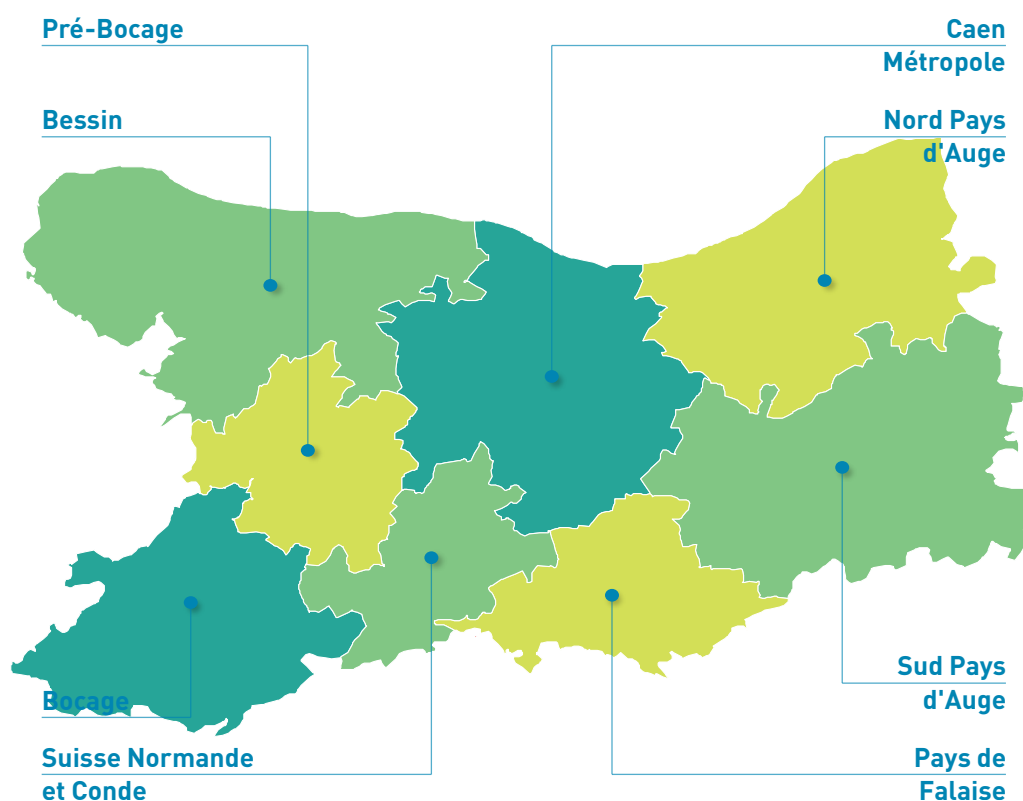 Pré-Bocage
Caen
Métropole
Bessin
Nord Pays
d'Auge
Sud Pays
d'Auge
Bocage
Suisse Normande
et Conde
Pays de
Falaise